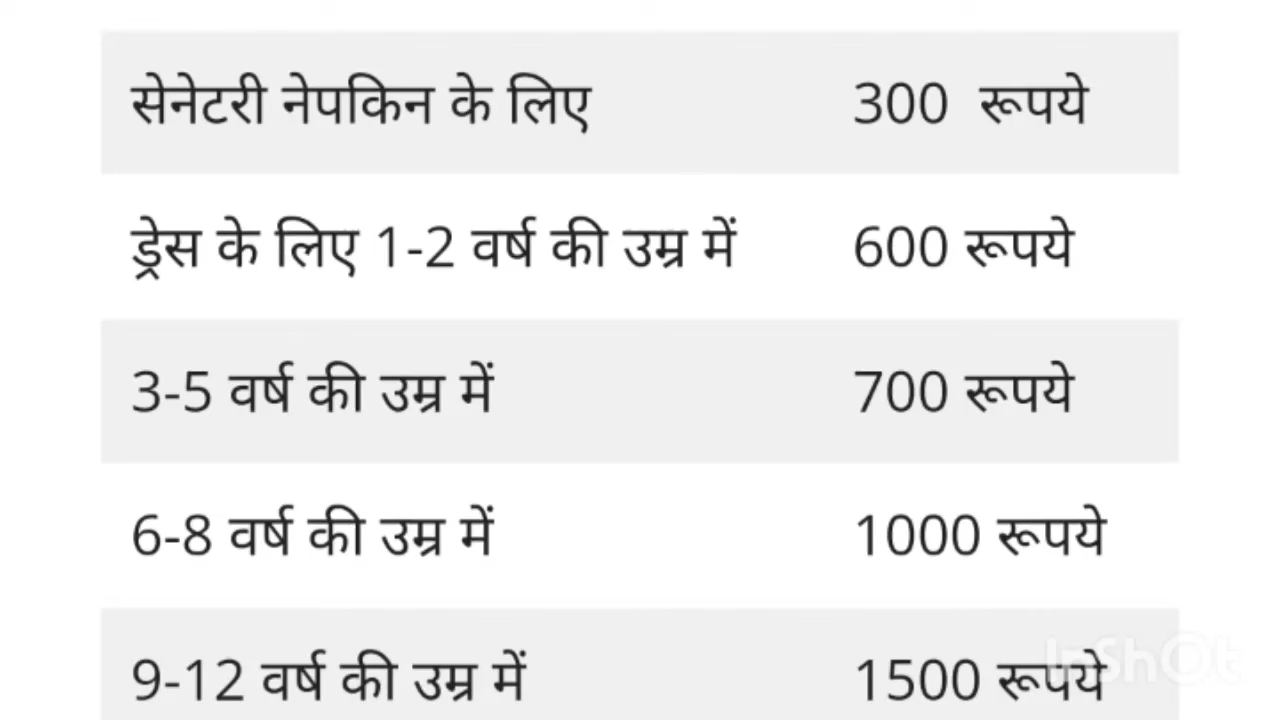 सेनेटरी नेपकिन के लिए 300 रूपये
ड्रेस के लिए 1-2 वर्ष की उम्र में 600 रूपये
3-5 वर्ष की उम्र में 700 रूपये
6-8 वर्ष की उम्र में 1000 रूपये
9-12 वर्ष की उम्र में 1500 रूपये
InShOt